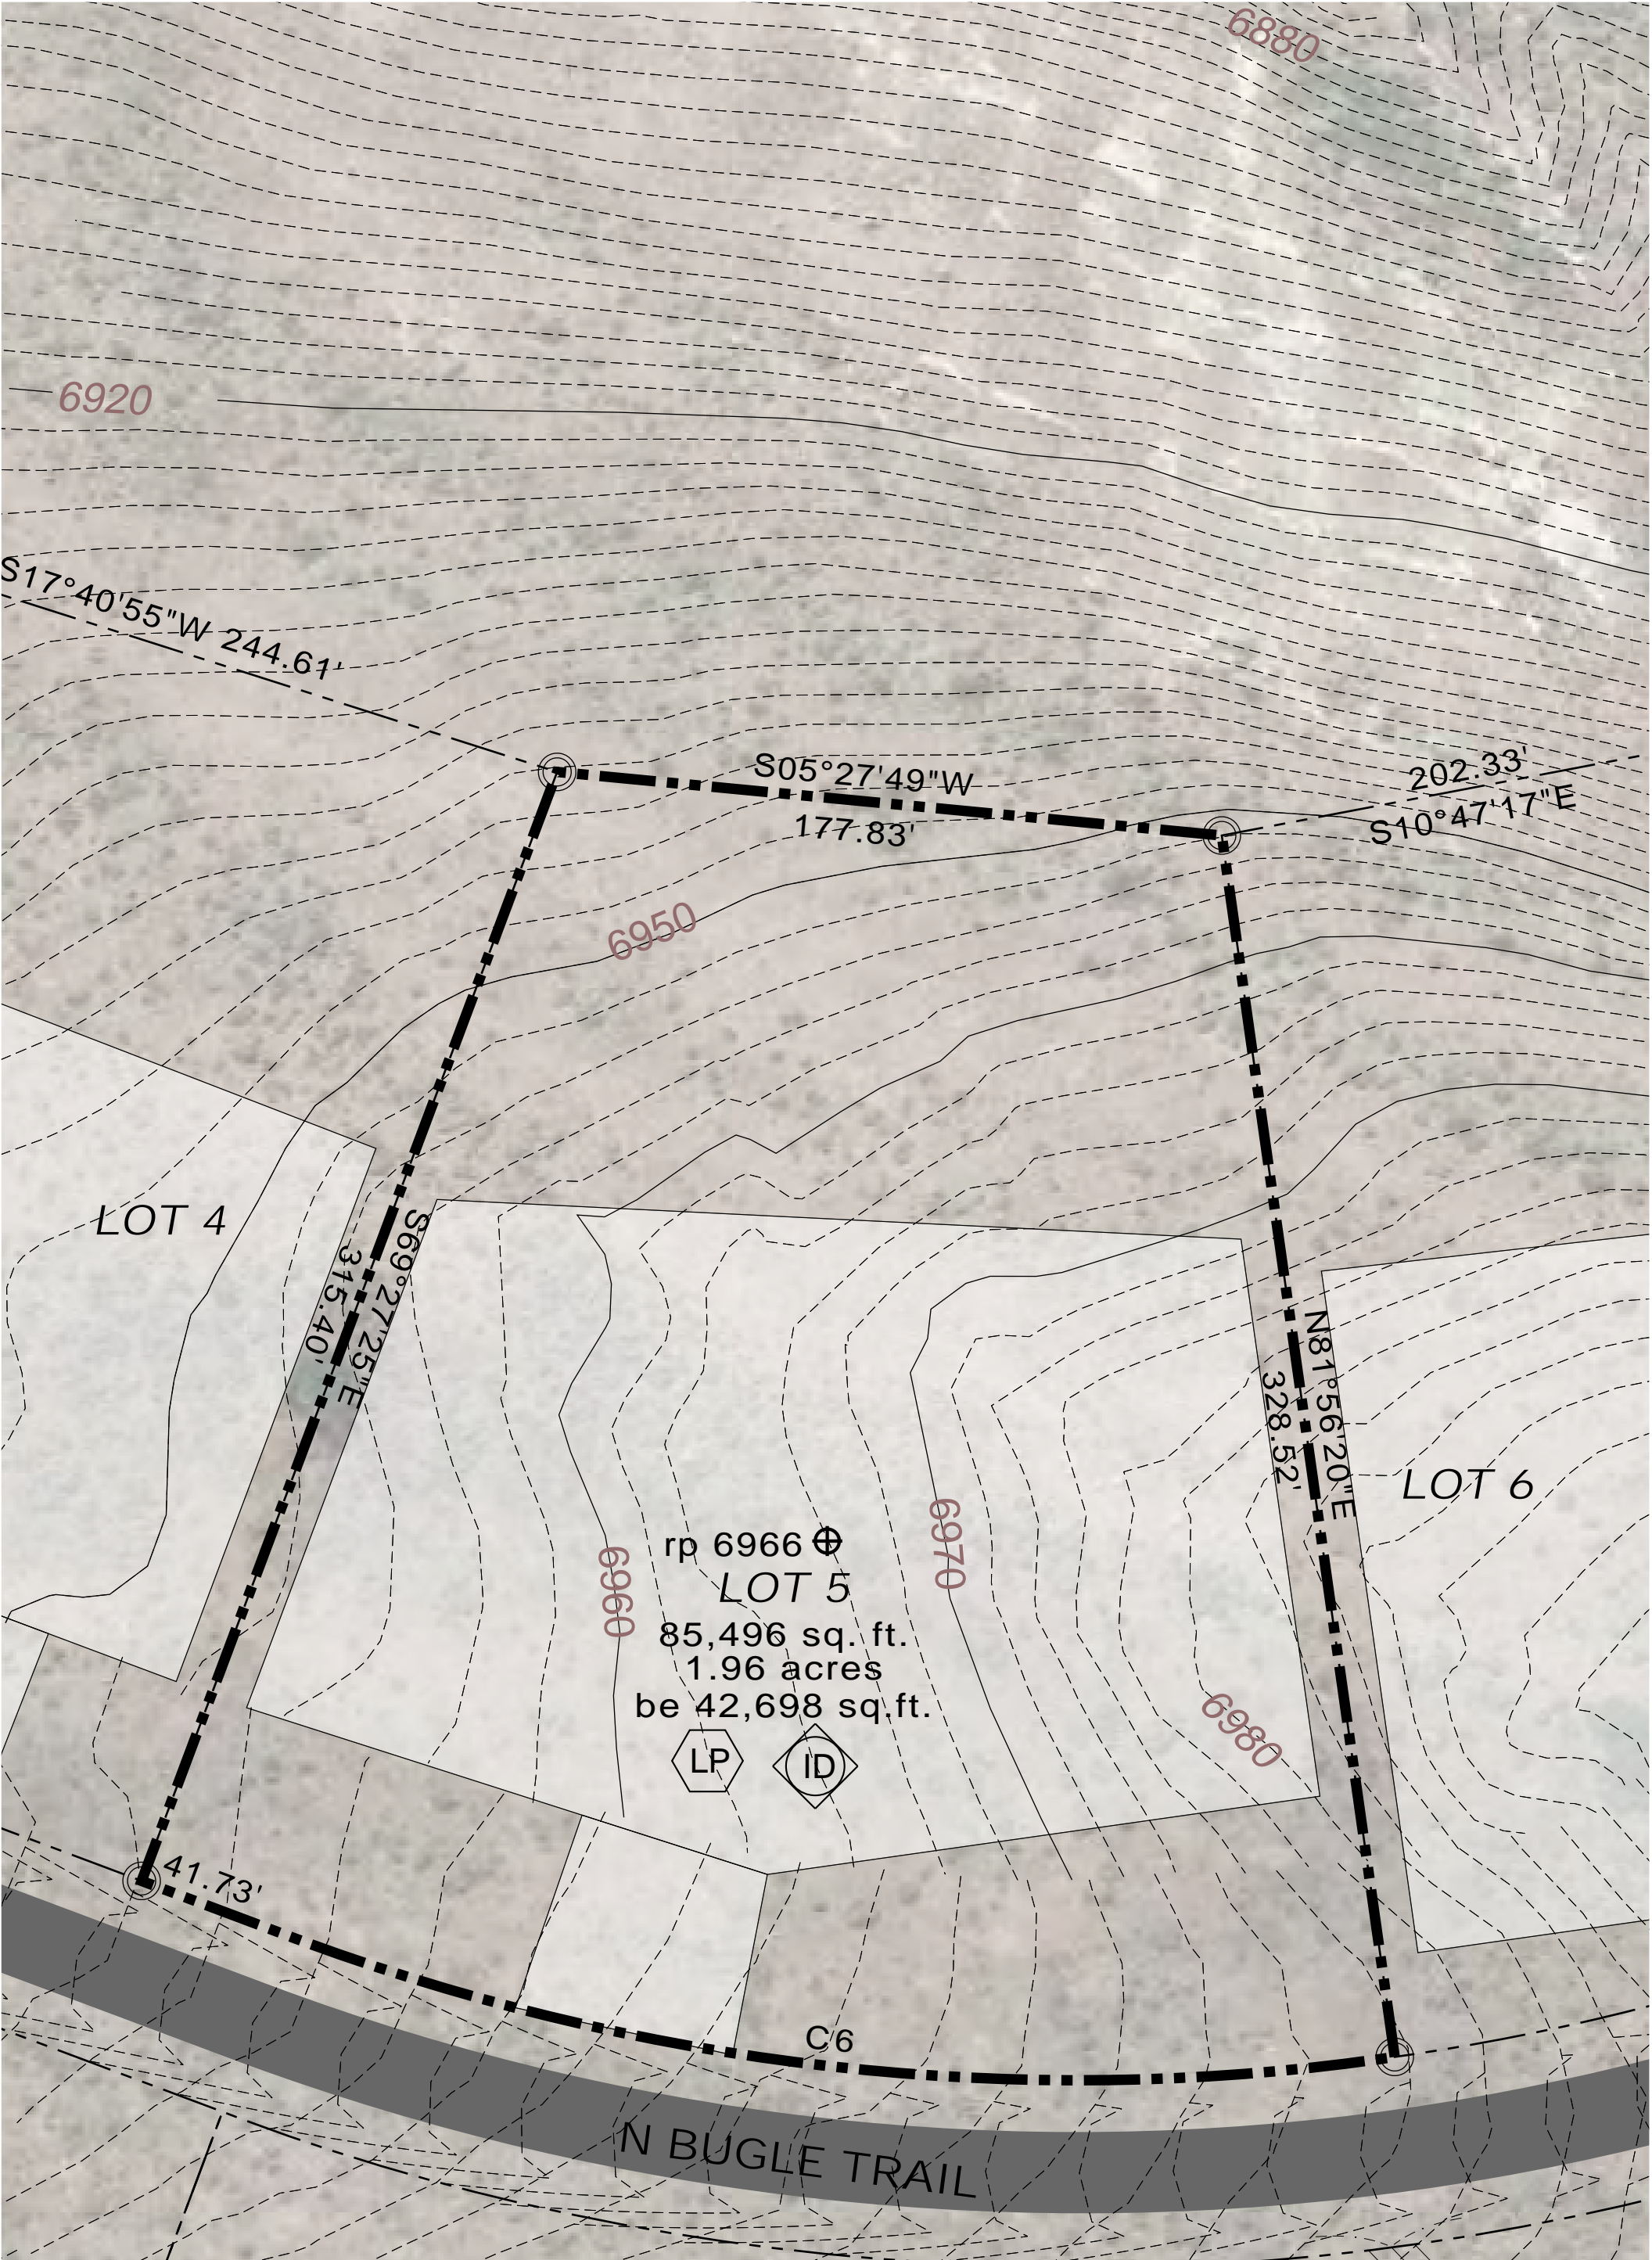 6880
6920
S17°40'55"W 244.61'
S05°27'49"W
177.83'
202.33'
S10°47'17"E
6950
LOT 4
S69°27'25"E
315.40'
N81°56'20"E
328.52'
LOT 6
6970
6960
rp 6966
LOT 5
85,496 sq. ft.
1.96 acres
be 42,698 sq.ft.
LP
ID
6980
41.73'
C6
N BUGLE TRAIL